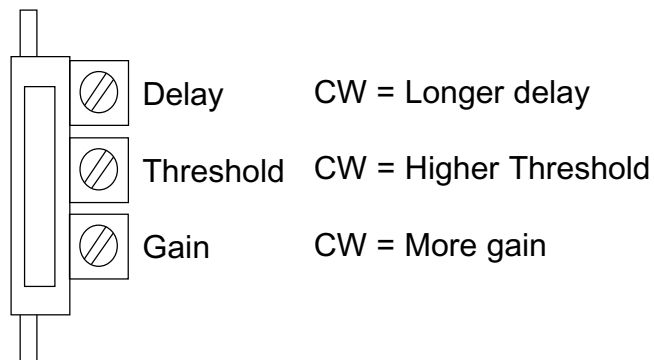 Delay CW = Longer delay
Threshold CW = Higher Threshold
Gain CW = More gain